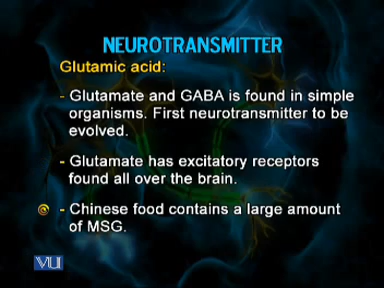 NEUROTRANSMITTER
Glutamic acid:
- Glutamate and GABA is found in simple
organisms. First neurotransmitter to be
evolved.
- Glutamate has excitatory receptors
found all over the brain.
- Chinese food contains a large amount
of MSG.
VU